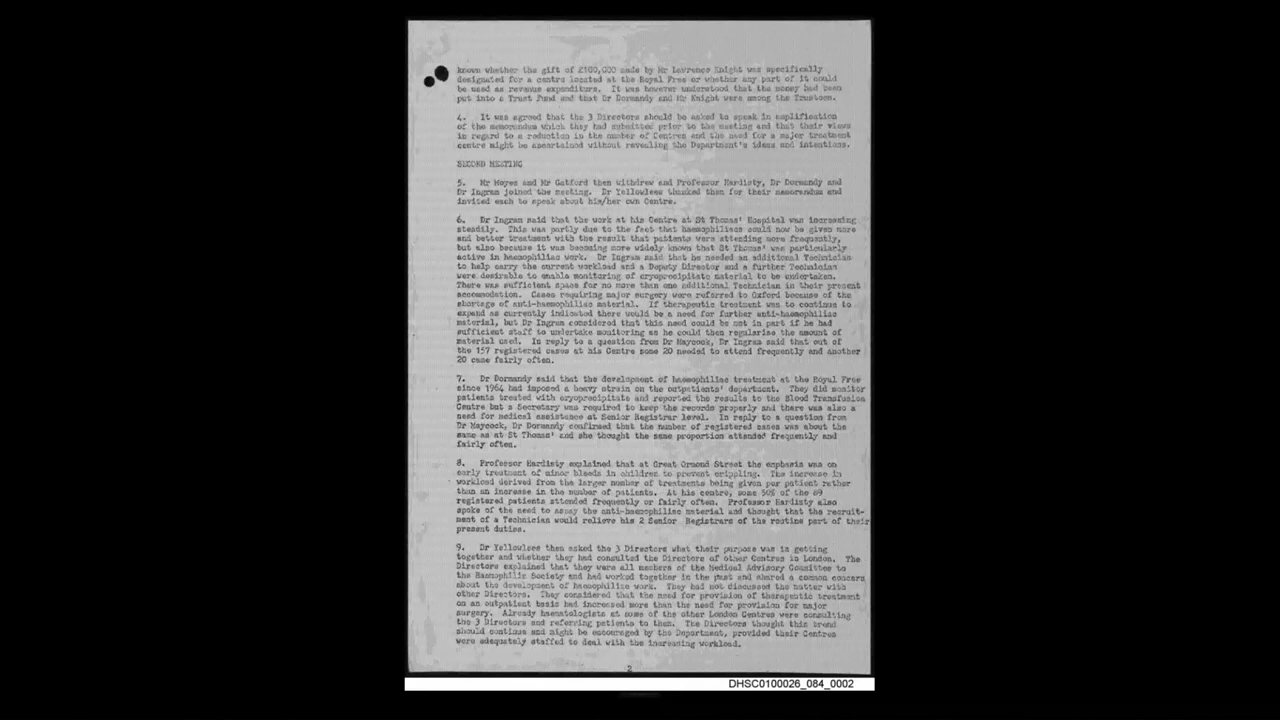 known whether the gift of £100,000 made by Mr Lawrence Knight was specifically
designated for a centre located at the Royal Free or whether any part of it could
be used as revenue expenditure. It was however understood that the money had been
put into a Trust Fund and that Dr Dormandy and Mr Knight were among the Trustees.
4. It was agreed that the 3 Directors should be asked to speak in amplification
of the memorandum which they had submitted prior to the meeting and that their views
in regard to a reduction in the number of Centres and the need for a major treatment
centre might be ascertained without revealing the Department's ideas and intentions.
SECOND MEETING
5. Mr Moyes and Mr Gatford then withdrew and Professor Hardisty, Dr Dormandy and
Dr Ingram joined the meeting. Dr Yellowlees thanked them for their memorandum and
invited each to speak about his/her own Centre.
6. Dr Ingram said that the work at his Centre at St Thomas' Hospital was increasing
steadily. This was partly due to the fact that haemophiliacs could now be given more
and better treatment with the result that patients were attending more frequently,
but also because it was becoming more widely known that St Thomas' was particularly
active in haemophiliac work. Dr Ingram said that he needed an additional Technician
to help carry the current workload and a Deputy Director and a further Technician
were desirable to enable monitoring of cryoprecipitate material to be undertaken.
There was sufficient space for no more than one additional Technician in their present
accommodation. Cases requiring major surgery were referred to Oxford because of the
shortage of anti-haemophiliac material. If therapeutic treatment was to continue to
expand as currently indicated there would be a need for further anti-haemophiliac
material, but Dr Ingram considered that this need could be met in part if he had
sufficient staff to undertake monitoring as he could then regularise the amount of
material used. In reply to a question from Dr Maycock, Dr Ingram said that out of
the 157 registered cases at his Centre some 20 needed to attend frequently and another
20 came fairly often.
7. Dr Dormandy said that the development of haemophiliac treatment at the Royal Free
since 1964 had imposed a heavy strain on the outpatients' department. They did monitor
patients treated with cryoprecipitate and reported the results to the Blood Transfusion
Centre but a Secretary was required to keep the records properly and there was also a
need for medical assistance at Senior Registrar level. In reply to a question from
Dr Maycock, Dr Dormandy confirmed that the number of registered cases was about the
same as at St Thomas' and she thought the same proportion attended frequently and
fairly often.
8. Professor Hardisty explained that at Great Ormond Street the emphasis was on
early treatment of minor bleeds in children to prevent crippling. The increase in
workload derived from the larger number of treatments being given per patient rather
than an increase in the number of patients. At his centre, some 50% of the 89
registered patients attended frequently or fairly often. Professor Hardisty also
spoke of the need to assay the anti-haemophiliac material and thought that the recruit-
ment of a Technician would relieve his 2 Senior Registrars of the routine part of their
present duties.
9. Dr Yellowlees then asked the 3 Directors what their purpose was in getting
together and whether they had consulted the Directors of other Centres in London. The
Directors explained that they were all members of the Medical Advisory Committee to
the Haemophilic Society and had worked together in the past and shared a common concern
about the development of haemophiliac work. They had not discussed the matter with
other Directors. They considered that the need for provision of therapeutic treatment
on an outpatient basis had increased more than the need for provision for major
surgery. Already haematologists at some of the other London Centres were consulting
the 3 Directors and referring patients to them. The Directors thought this trend
should continue and might be encouraged by the Department, provided their Centres
were adequately staffed to deal with the increasing workload.
2
DHSC0100026_084_0002